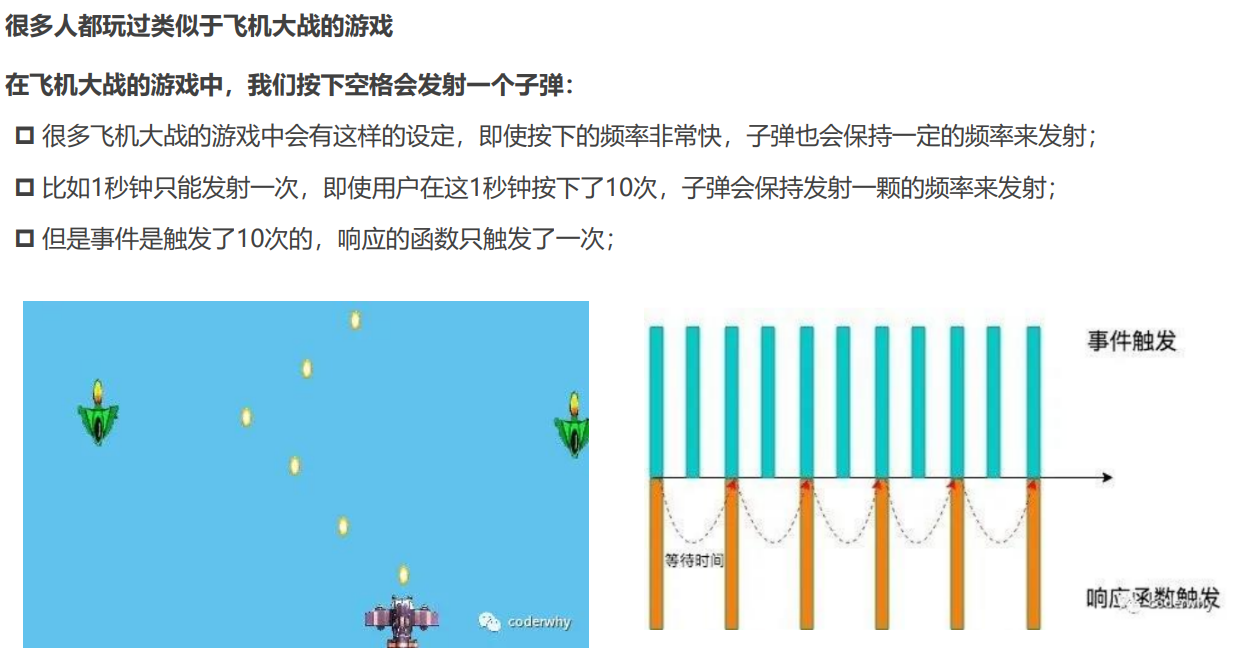 很多人都玩过类似于飞机大战的游戏
在飞机大战的游戏中，我们按下空格会发射一个子弹：
很多飞机大战的游戏中会有这样的设定，即使按下的频率非常快，子弹也会保持一定的频率来发射；
比如1秒钟只能发射一次，即使用户在这1秒钟按下了10次，子弹会保持发射一颗的频率来发射；
但是事件是触发了10次的，响应的函数只触发了一次；
coderwhy
事件触发
等待时间
响应函数触发